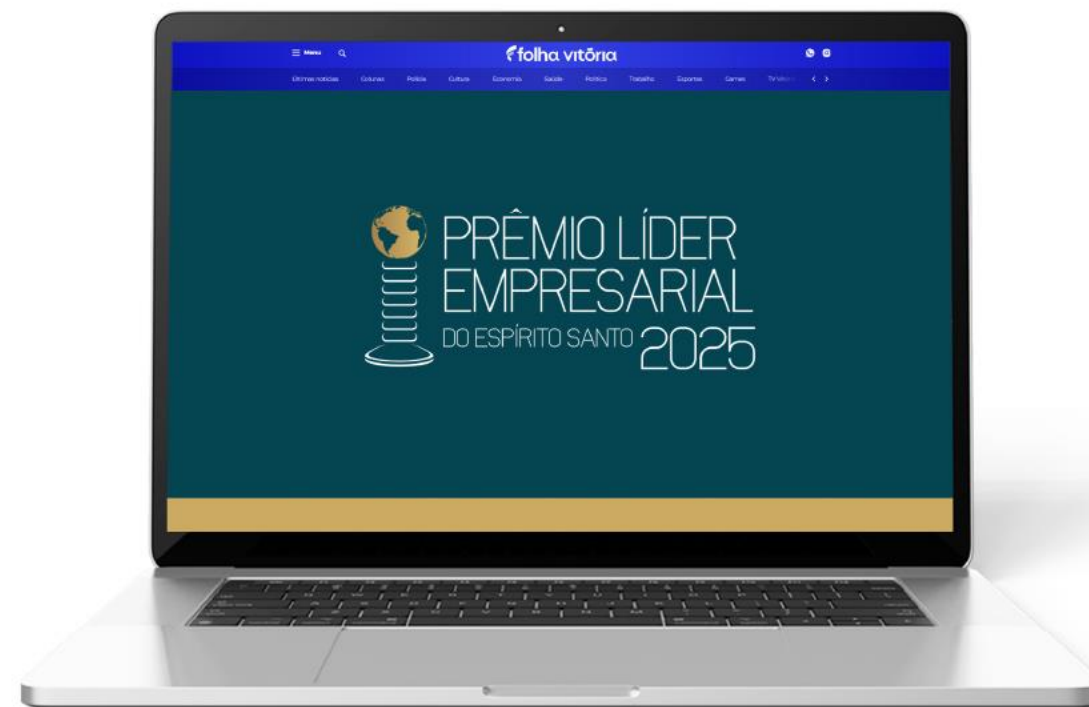 Menu
folha vitória
Últimas notícias Colunas Polícia Cultura Economia Saúde Política Trabalho Esportes Games
PRÊMIO LÍDER
EMPRESARIAL
DO ESPÍRITO SANTO 2025